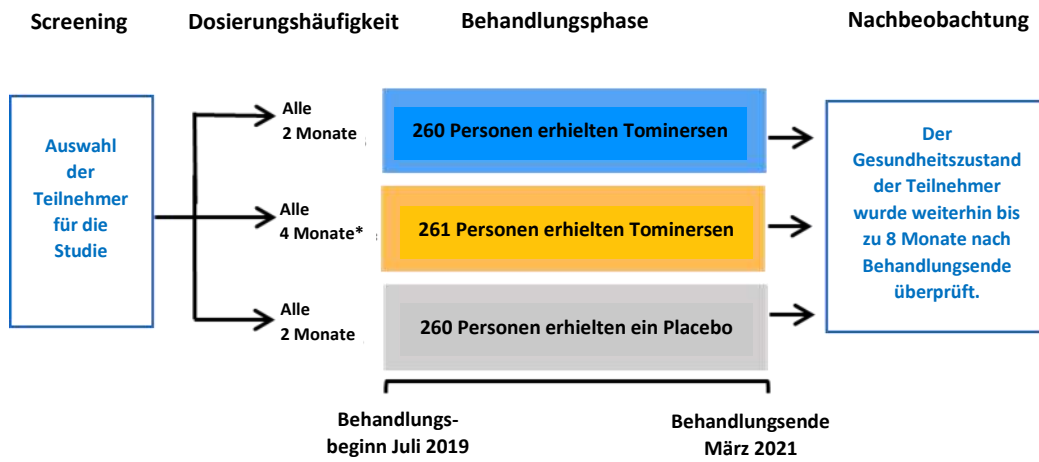 Screening
Dosierungshäufigkeit
Behandlungsphase
Nachbeobachtung
Auswahl
der
Teilnehmer
für die
Studie
Alle
2 Monate
260 Personen erhielten Tominersen
Alle
4 Monate*
261 Personen erhielten Tominersen
Alle
2 Monate
260 Personen erhielten ein Placebo
Der
Gesundheitszustand
der Teilnehmer
wurde weiterhin bis
zu 8 Monate nach
Behandlungsende
überprüft.
Behandlungs-
beginn Juli 2019
Behandlungsende
März 2021